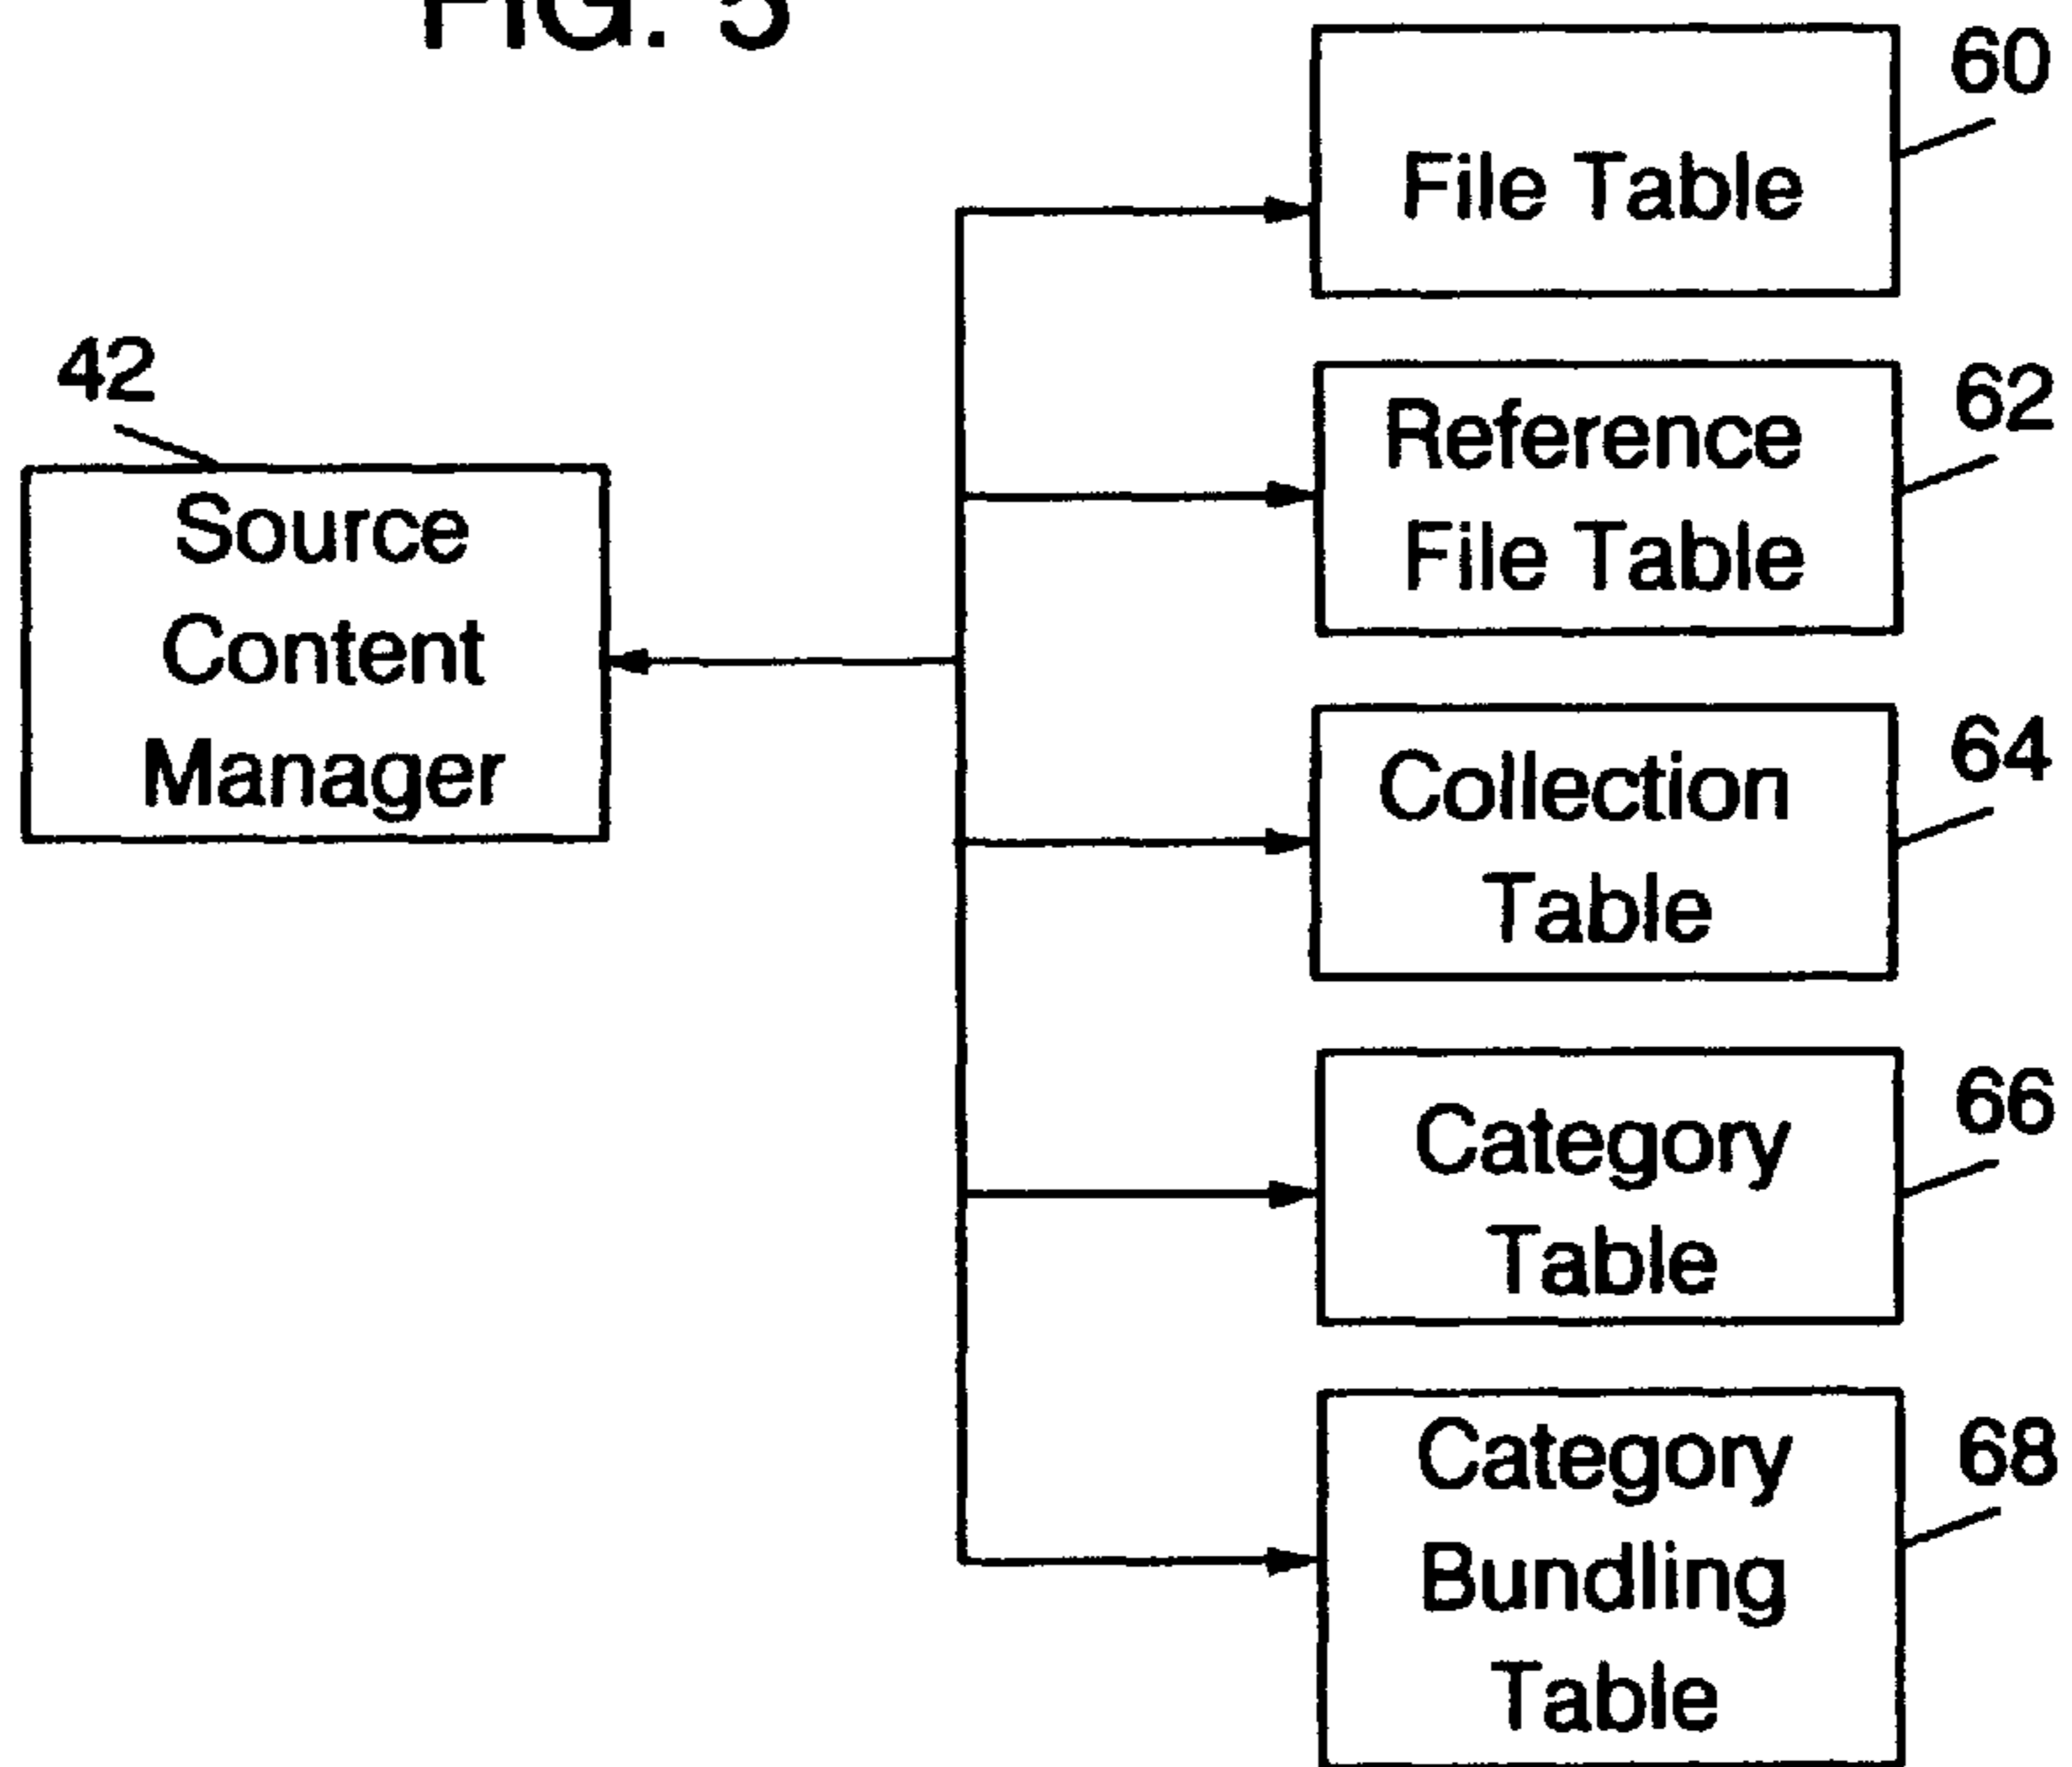 FIG. 5
60
File Table
42
62
Reference
File Table
Source
Content
Manager
64
Collection
Table
66
Category
Table
68
Category
Bundling
Table